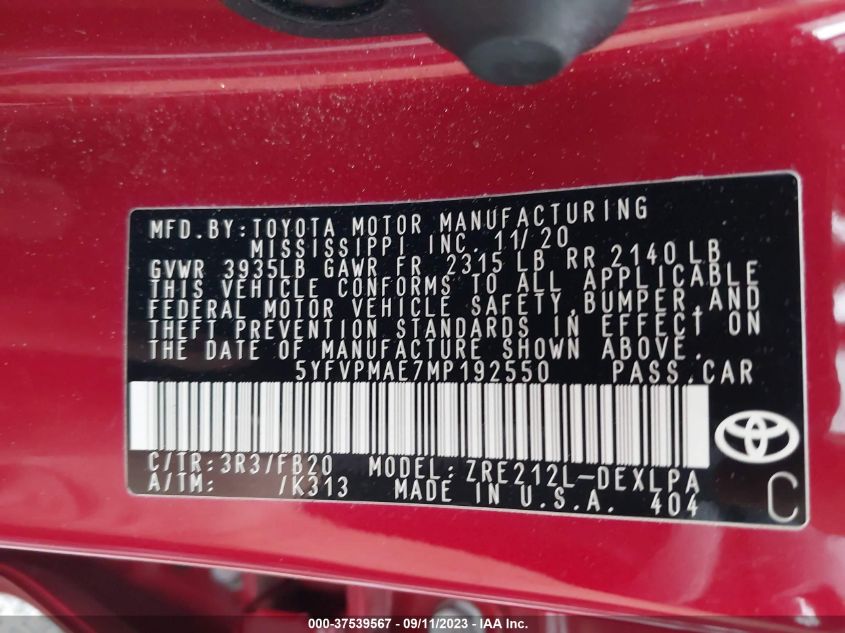 MFD. BY: TOYOTA MOTOR MANUFACTURING
MISSISSIPPI INC. 11/20
GVWR 3935LB GAWR FR 2315 LB RR 2140 LB
THIS VEHICLE CONFORMS TO ALL APPLICABLE
FEDERAL MOTOR VEHICLE SAFETY, BUMPER, AND
THEFT PREVENTION STANDARDS IN EFFECT ON
THE DATE OF MANUFACTURE SHOWN ABOVE.
5YFVPMAE7MP192550 PASS. CAR
C/TR: 3R3/FB20 MODEL: ZRE212L-DEXLPA
A/TM: /K313 MADE IN U.S.A. 404
C
000-37539567 - 09/11/2023 - IAA Inc.